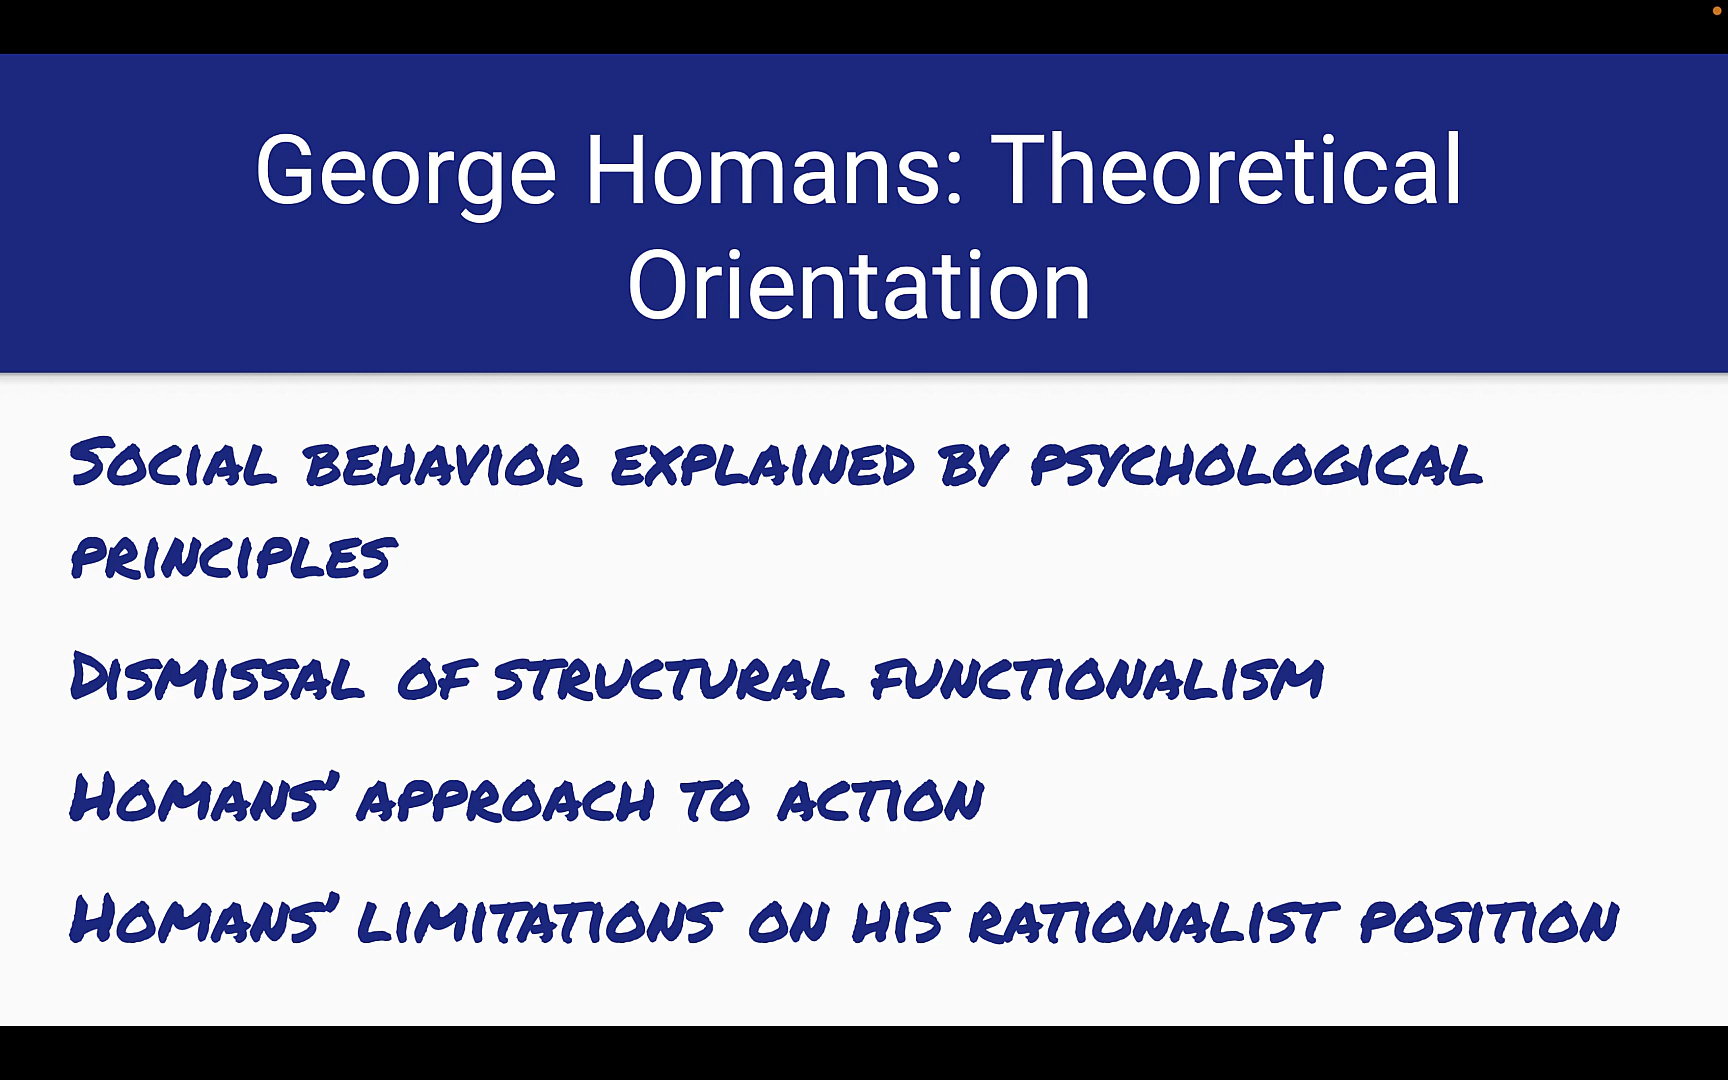 George Homans: Theoretical
Orientation
Social behavior explained by psychological
principles
Dismissal of structural functionalism
Homans’ approach to action
Homans’ limitations on his rationalist position